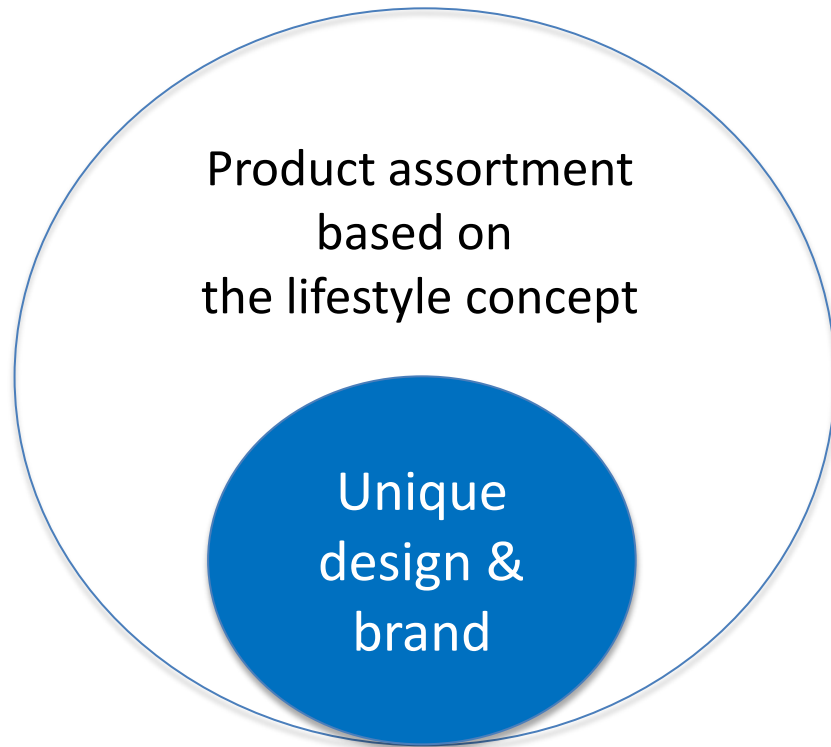 Product assortment
based on
the lifestyle concept
Unique
design &
brand